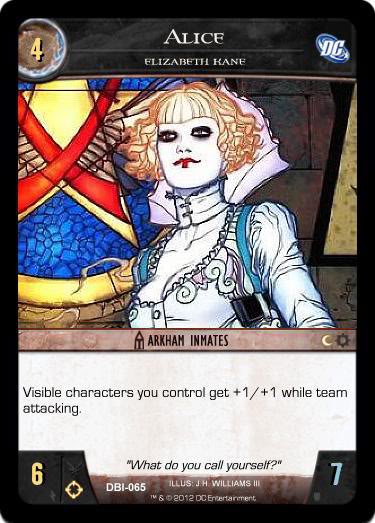 4
ALICE
ELIZABETH KANE
DC
ARKHAM INMATES
Visible characters you control get +1/+1 while team
attacking.
"What do you call yourself?"
6
DBI-065
ILLUS: J.H. WILLIAMS III
7
™ & © 2012 DC Entertainment.